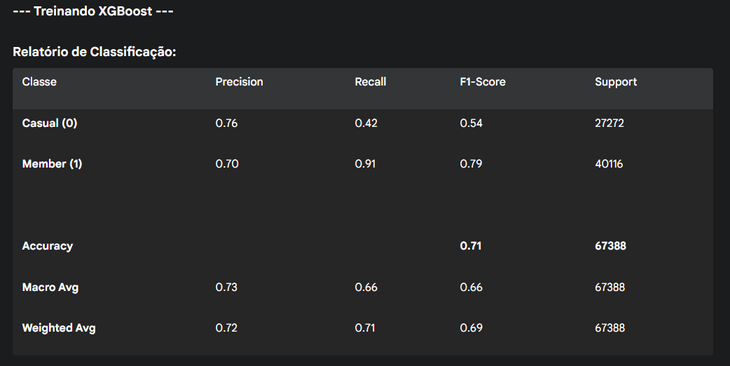 --- Treinando XGBoost ---
Relatório de Classificação:
Classe Precision Recall F1-Score Support
Casual (0) 0.76 0.42 0.54 27272
Member (1) 0.70 0.91 0.79 40116
Accuracy 0.71 67388
Macro Avg 0.73 0.66 0.66 67388
Weighted Avg 0.72 0.71 0.69 67388